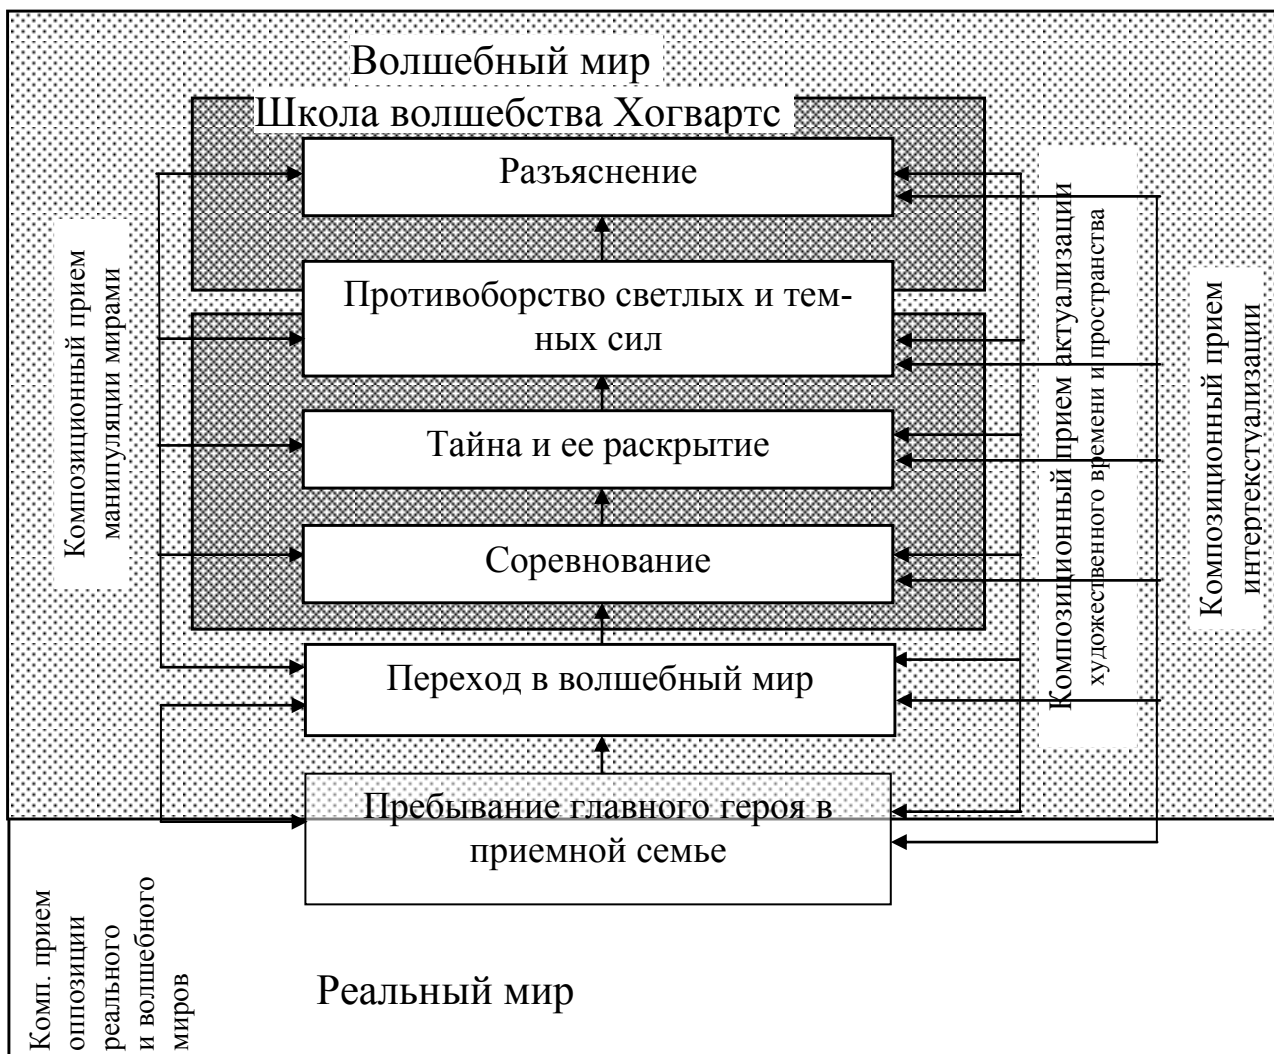 Волшебный мир
Школа волшебства Хогвартс
Разъяснение
Противоборство светлых и тем-
ных сил
Тайна и ее раскрытие
Соревнование
Переход в волшебный мир
Пребывание главного героя в
приемной семье
Реальный мир
Композиционный прием
манипуляции мирами
Комп. прием
оппозиции
реального
и волшебного
миров
Композиционный прием актуализации
художественного времени и пространства
Композиционный прием
интертекстуализации